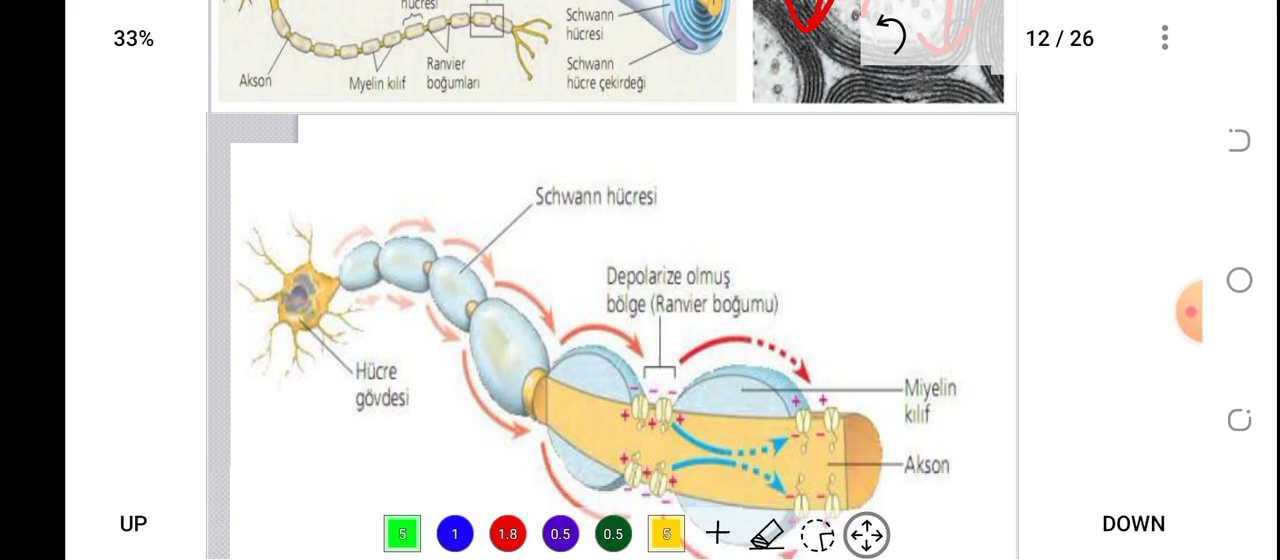 33%
12 / 26
hücresi
Schwann
hücresi
Schwann
hücre çekirdeği
Akson
Myelin kılıf
Ranvier
boğumları
Schwann hücresi
Depolarize olmuş
bölge (Ranvier boğumu)
Hücre
gövdesi
Miyelin
kılıf
Akson
UP
5
1
1.8
0.5
0.5
5
DOWN